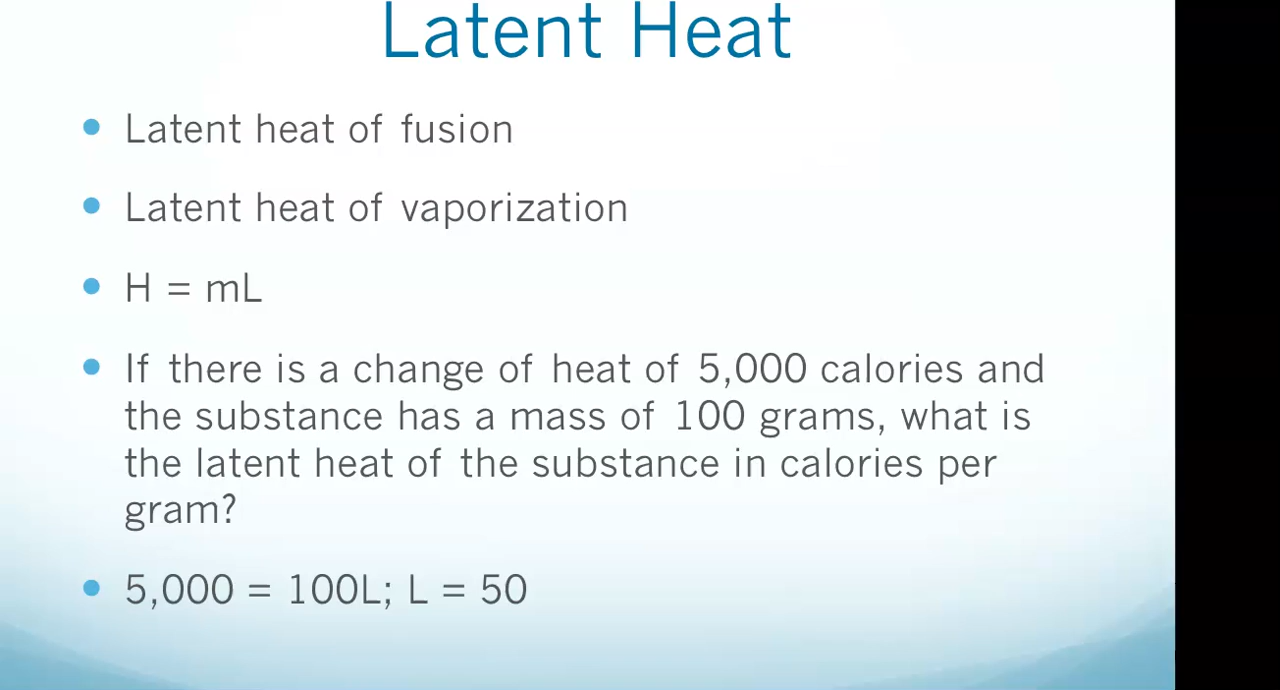 Latent Heat
• Latent heat of fusion
• Latent heat of vaporization
• H = mL
• If there is a change of heat of 5,000 calories and
the substance has a mass of 100 grams, what is
the latent heat of the substance in calories per
gram?
• 5,000 = 100L; L = 50